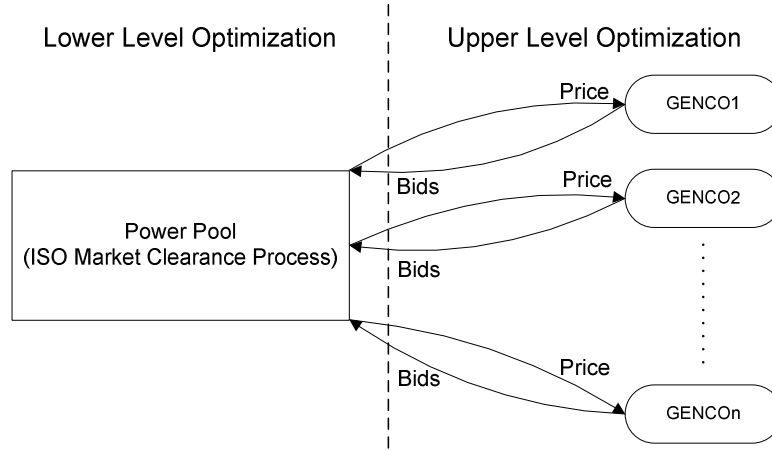 Lower Level Optimization
Upper Level Optimization
Price
GENCO1
Bids
Power Pool
(ISO Market Clearance Process)
Price
GENCO2
Bids
Price
Bids
GENCOn